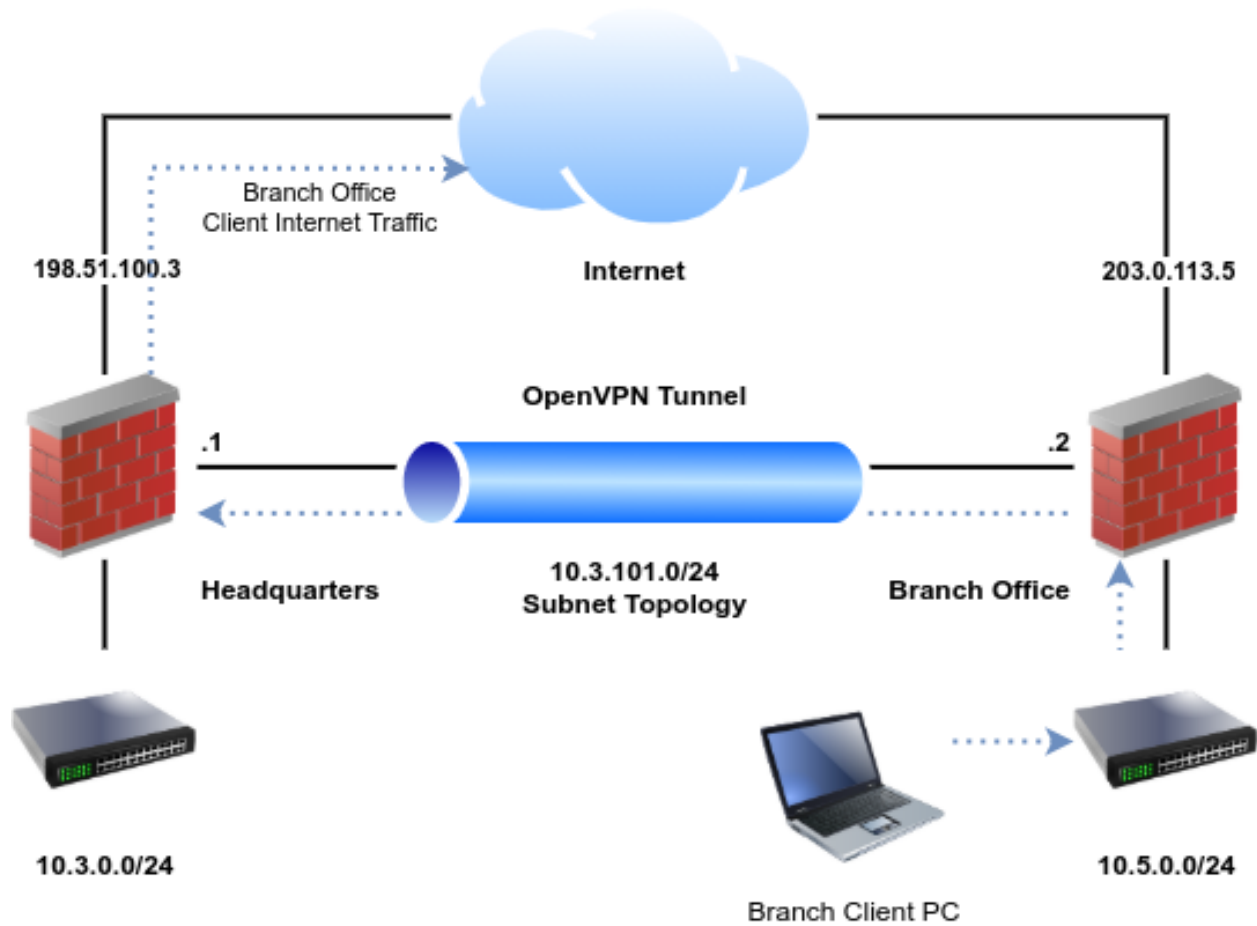 Branch Office
Client Internet Traffic
198.51.100.3
Internet
203.0.113.5
OpenVPN Tunnel
.1
.2
Headquarters
10.3.101.0/24
Subnet Topology
Branch Office
10.3.0.0/24
10.5.0.0/24
Branch Client PC